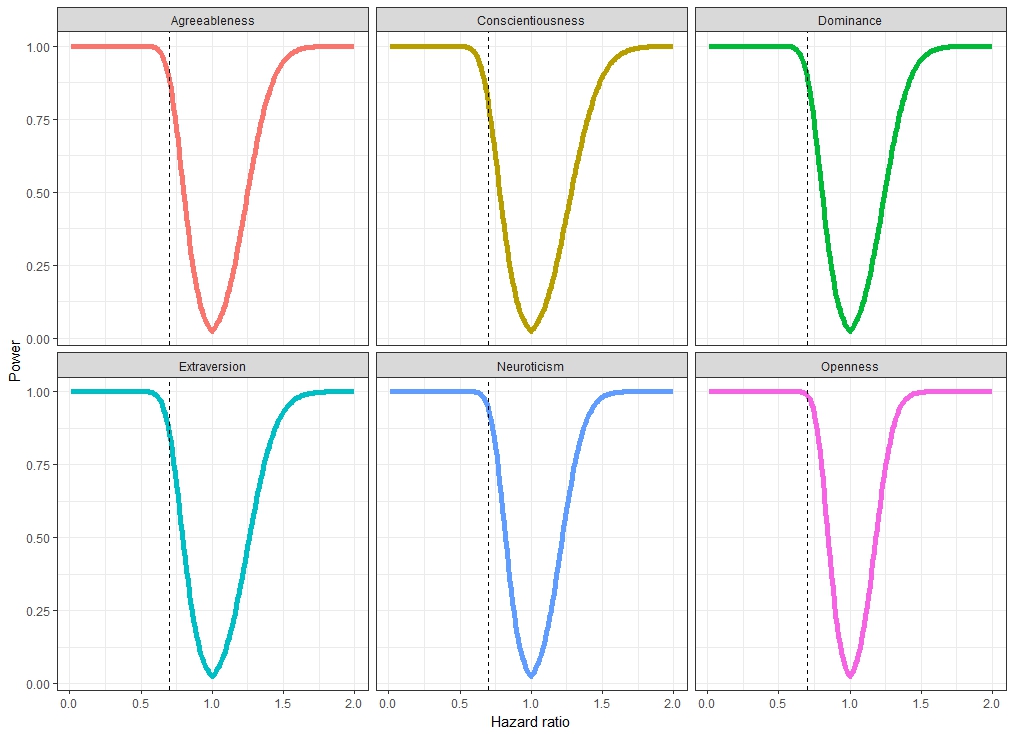 Agreeableness Conscientiousness Dominance
1.00
0.75
0.50
0.25
0.00
Power
Extraversion Neuroticism Openness
1.00
0.75
0.50
0.25
0.00
0.0 0.5 1.0 1.5 2.0 0.0 0.5 1.0 1.5 2.0 0.0 0.5 1.0 1.5 2.0
Hazard ratio